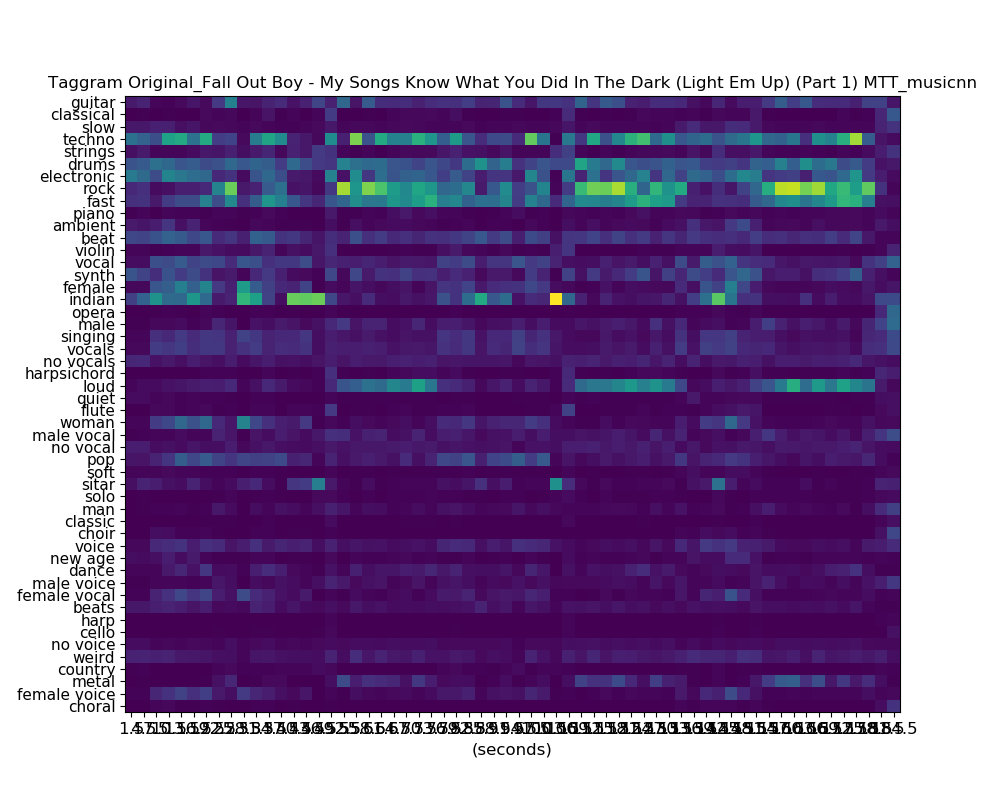 Taggram Original_Fall Out Boy - My Songs Know What You Did In The Dark (Light Em Up) (Part 1) MTT_musicnn
guitar
classical
slow
techno
strings
drums
electronic
rock
fast
piano
ambient
beat
violin
vocal
synth
female
indian
opera
male
singing
vocals
no vocals
harpsichord
loud
quiet
flute
woman
male vocal
no vocal
pop
soft
sitar
solo
man
classic
choir
voice
new age
dance
male voice
female vocal
beats
harp
cello
no voice
weird
country
metal
female voice
choral
(seconds)